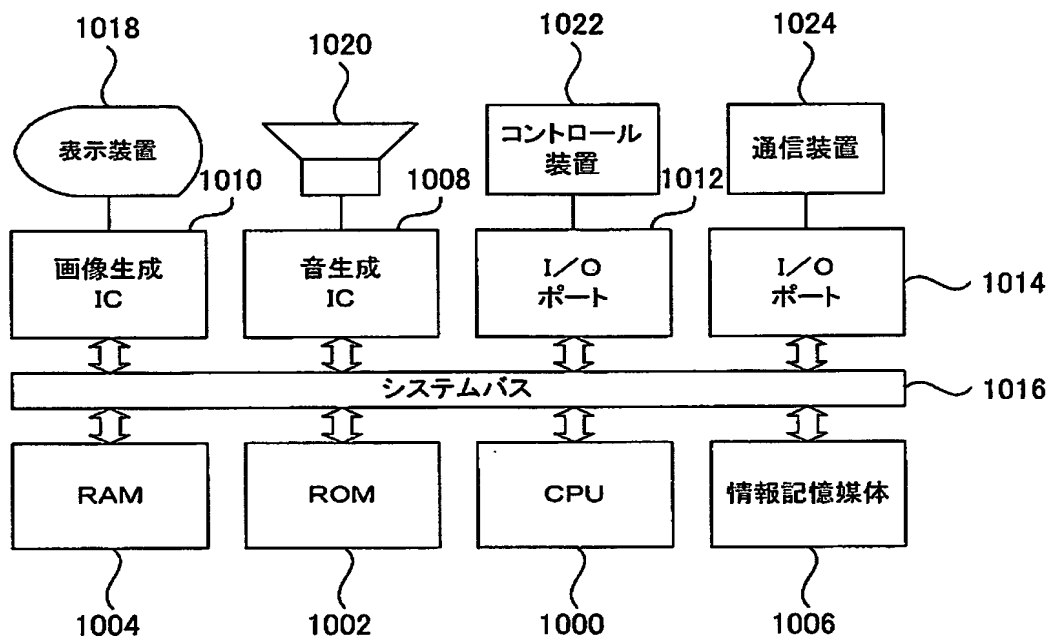 1018
1020
1022
1024
表示装置
コントロール
装置
通信装置
1010
1008
1012
画像生成
IC
音生成
IC
I／O
ポート
I／O
ポート
1014
システムバス
1016
RAM
ROM
CPU
情報記憶媒体
1004
1002
1000
1006